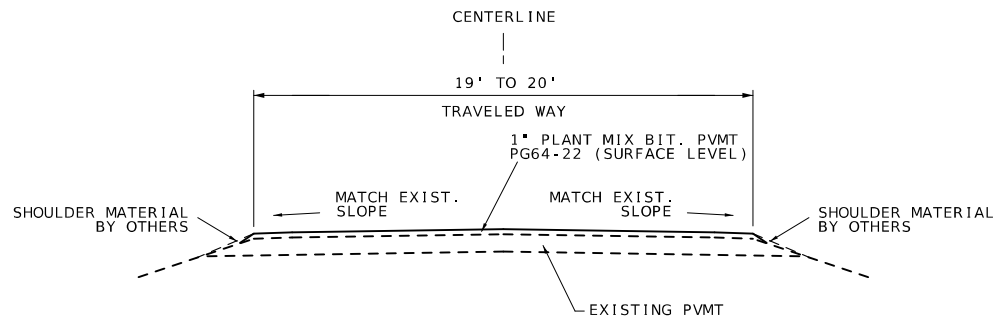 CENTERLINE
19' TO 20'
TRAVELED WAY
1" PLANT MIX BIT. PVMT
PG64-22 (SURFACE LEVEL)
MATCH EXIST.
SLOPE
MATCH EXIST.
SLOPE
SHOULDER MATERIAL
BY OTHERS
SHOULDER MATERIAL
BY OTHERS
EXISTING PVMT